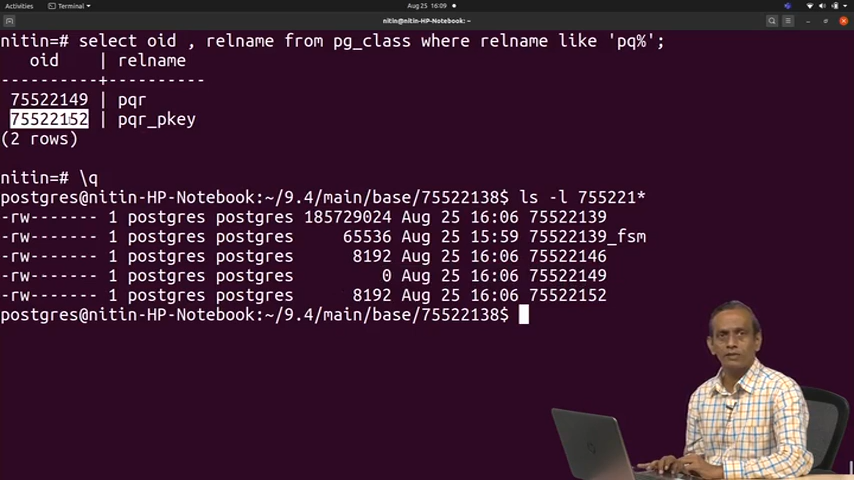 Activities Terminal Aug 25 16:09
nitin@nitin-HP-Notebook: ~
nitin=# select oid , relname from pg_class where relname like 'pq%';
oid | relname
----------+----------
75522149 | pqr
75522152 | pqr_pkey
(2 rows)
nitin=# \q
postgres@nitin-HP-Notebook:~/9.4/main/base/75522138$ ls -l 755221*
-rw------- 1 postgres postgres 185729024 Aug 25 16:06 75522139
-rw------- 1 postgres postgres 65536 Aug 25 15:59 75522139_fsm
-rw------- 1 postgres postgres 8192 Aug 25 16:06 75522146
-rw------- 1 postgres postgres 0 Aug 25 16:06 75522149
-rw------- 1 postgres postgres 8192 Aug 25 16:06 75522152
postgres@nitin-HP-Notebook:~/9.4/main/base/75522138$